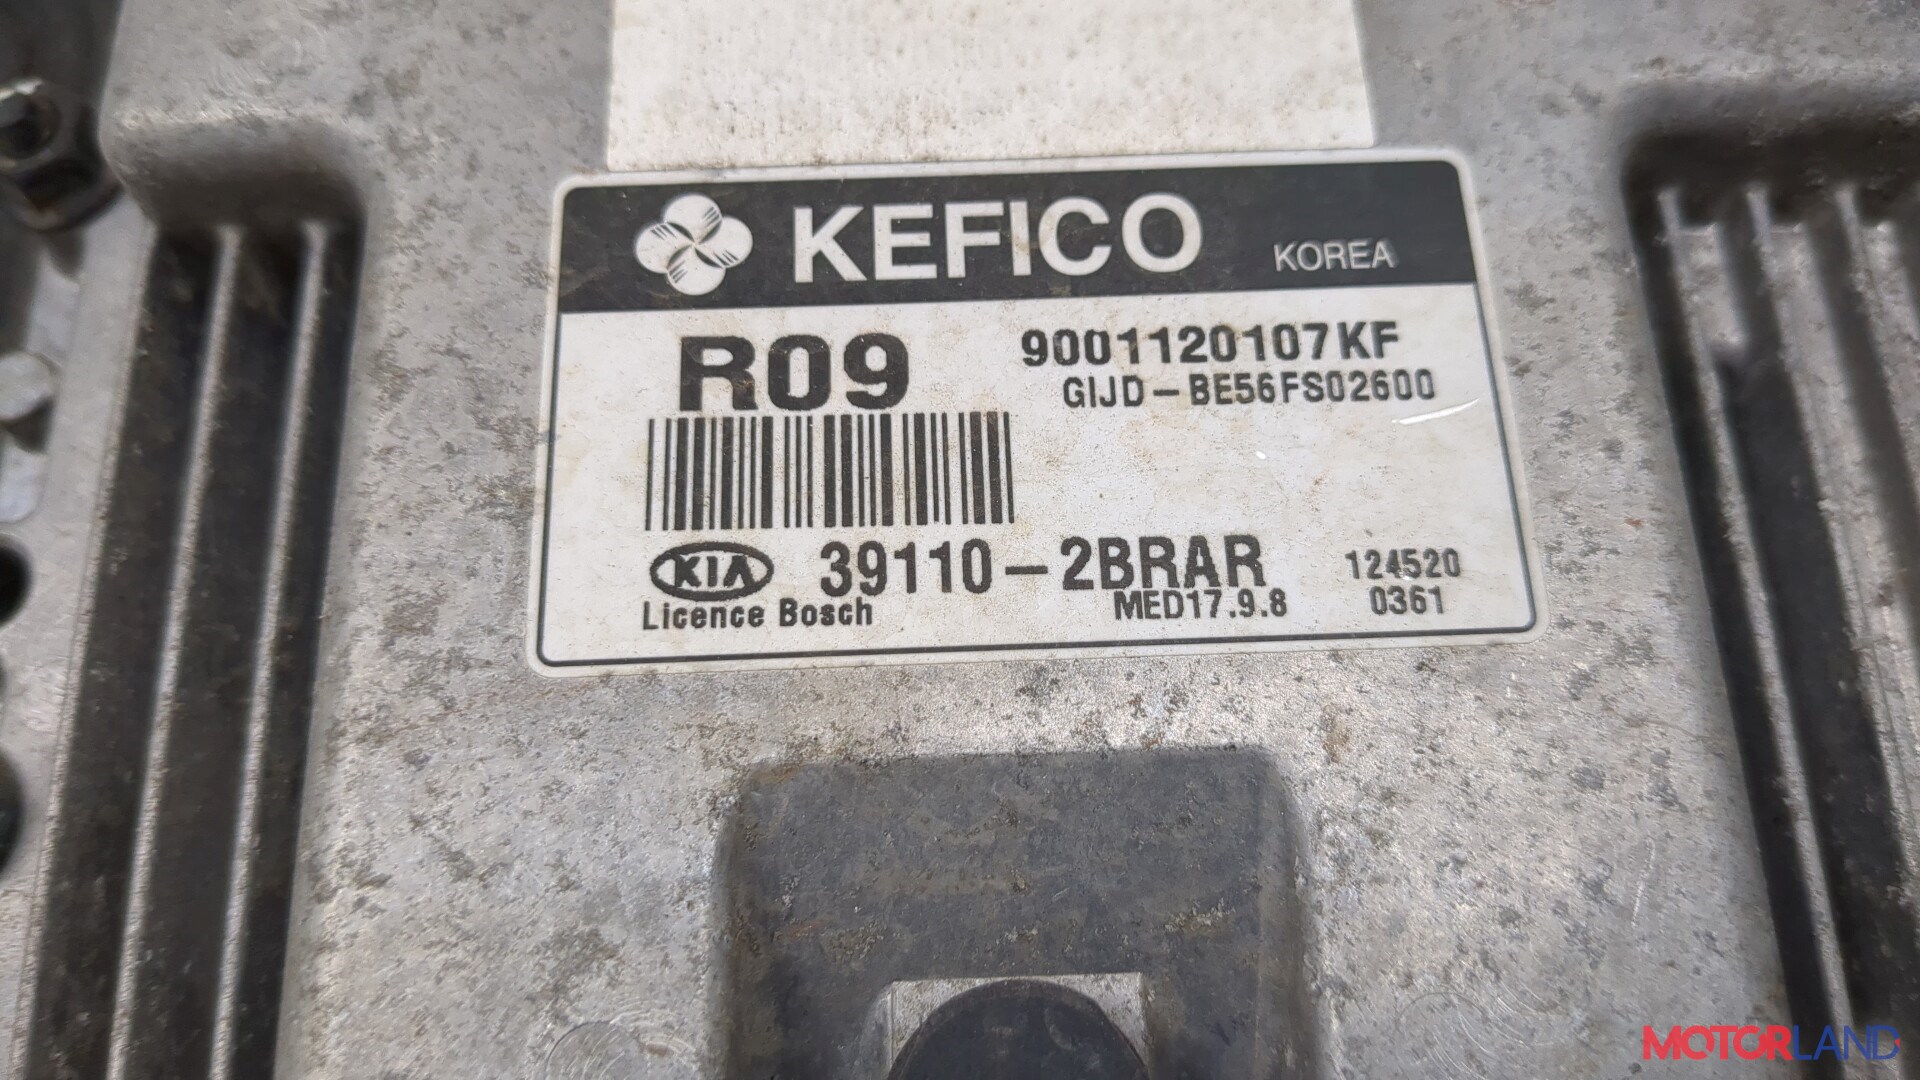 KEFICO KOREA
R09 9001120107KF
GIJD-BE56FS02600
KIA 39110-2BRAR 124520
Licence Bosch MED17.9.8 0361
MOTORLAND